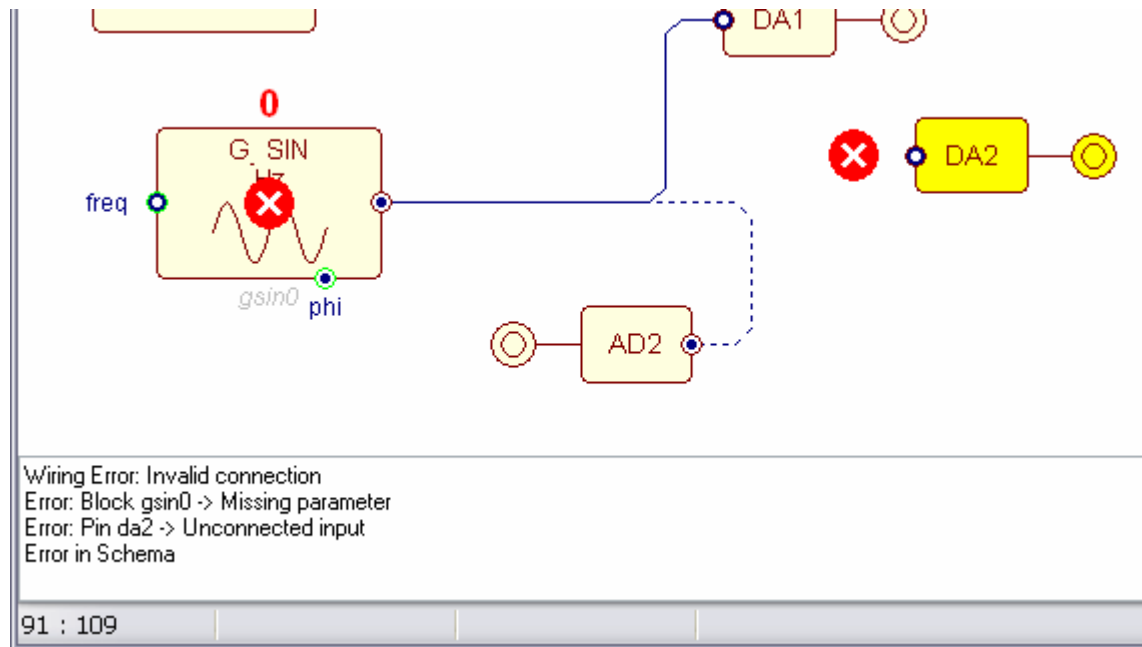 DA1
0
G_SIN
Hz
DA2
freq
gsin0
phi
AD2
Wiring Error: Invalid connection
Error: Block gsin0 -> Missing parameter
Error: Pin da2 -> Unconnected input
Error in Schema
91 : 109